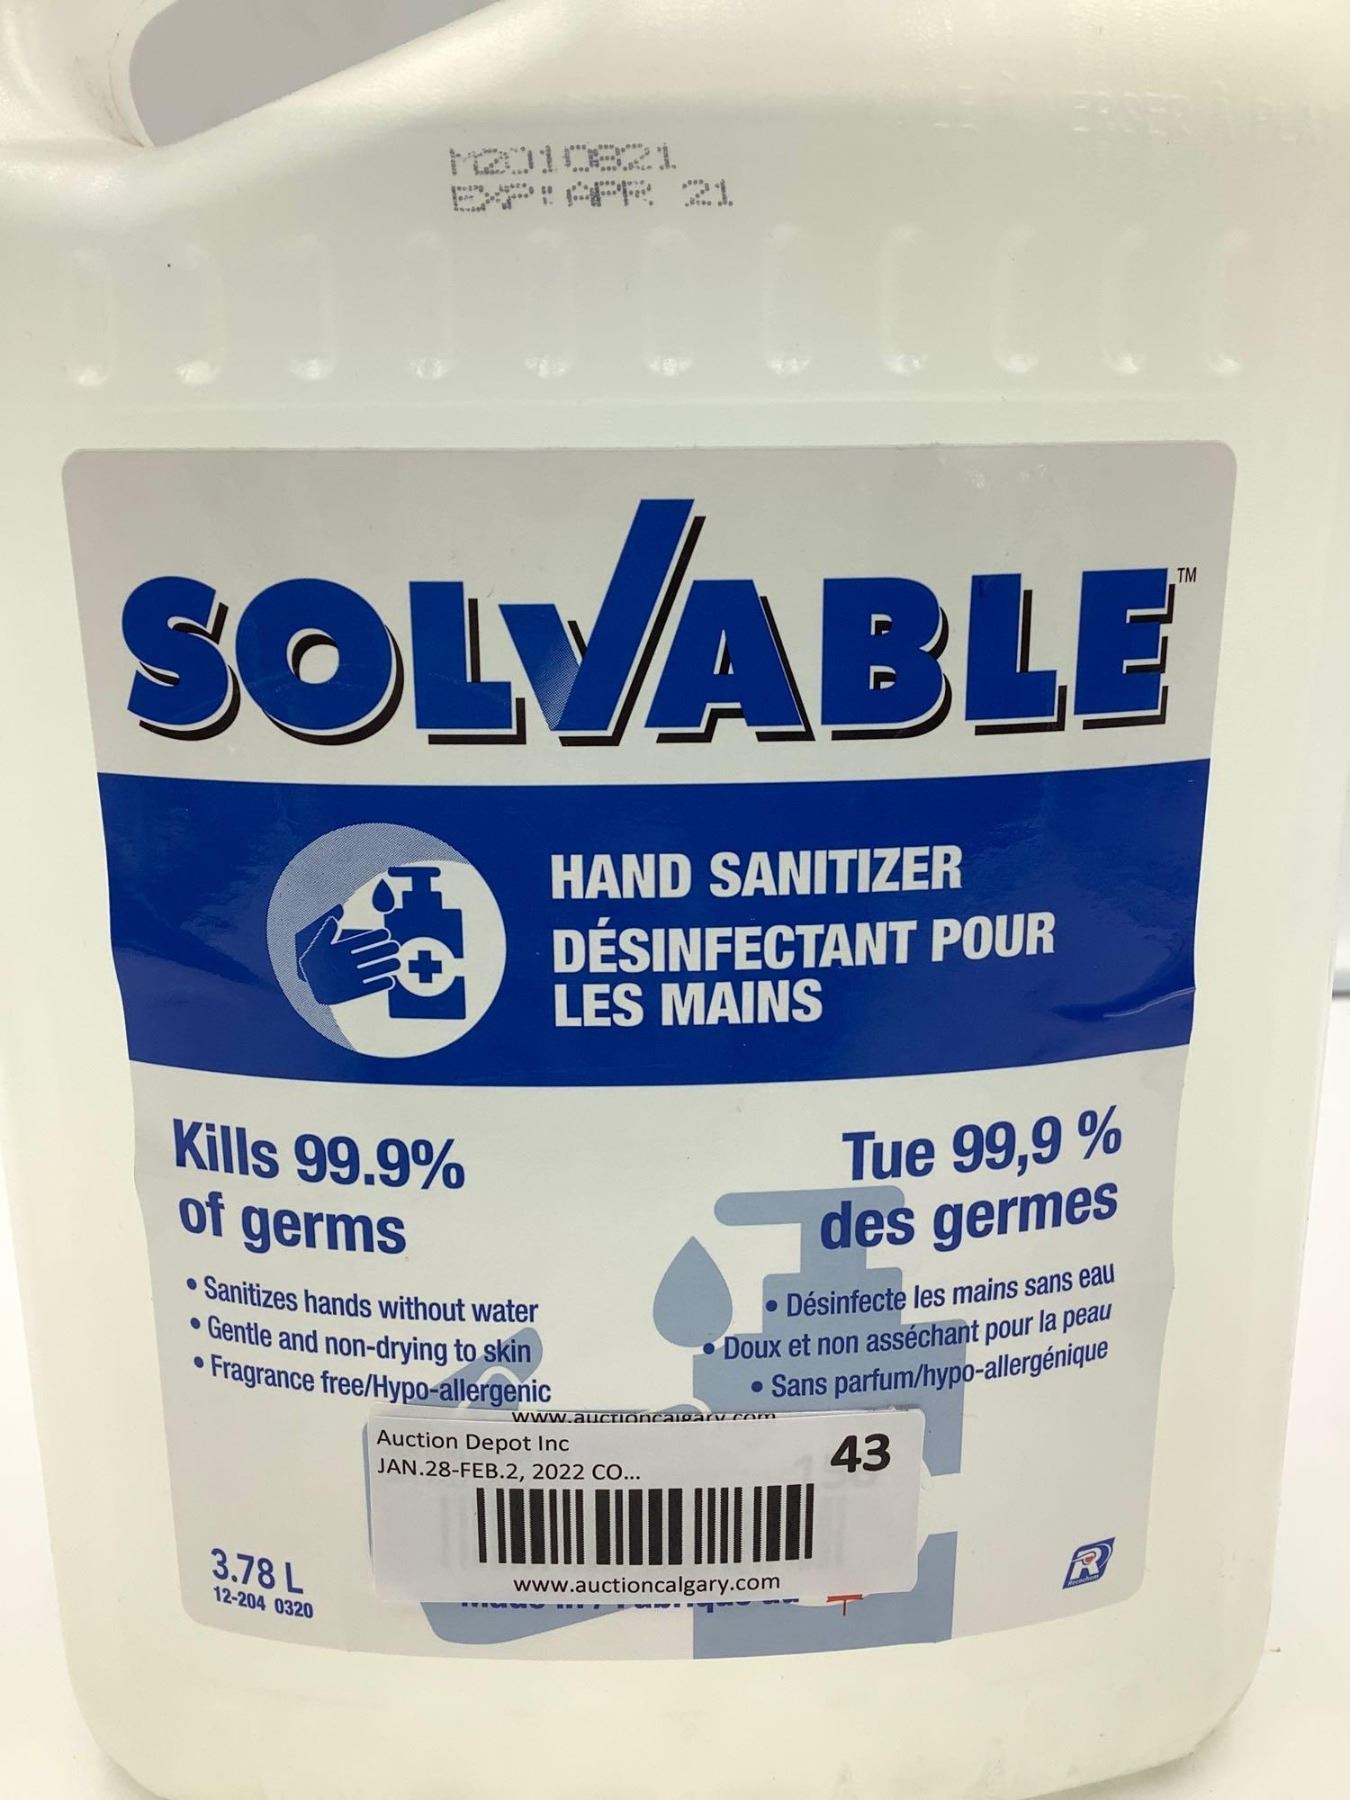 M2010821
EXP: APR 21
SOLVABLE™
HAND SANITIZER
DÉSINFECTANT POUR
LES MAINS
Kills 99.9%
of germs
• Sanitizes hands without water
• Gentle and non-drying to skin
• Fragrance free/Hypo-allergenic
Tue 99,9 %
des germes
• Désinfecte les mains sans eau
• Doux et non asséchant pour la peau
• Sans parfum/hypo-allergénique
www.auctioncalgary.com
Auction Depot Inc
43
JAN.28-FEB.2, 2022 CO...
www.auctioncalgary.com
3.78 L
12-204 0320
R
Recochem